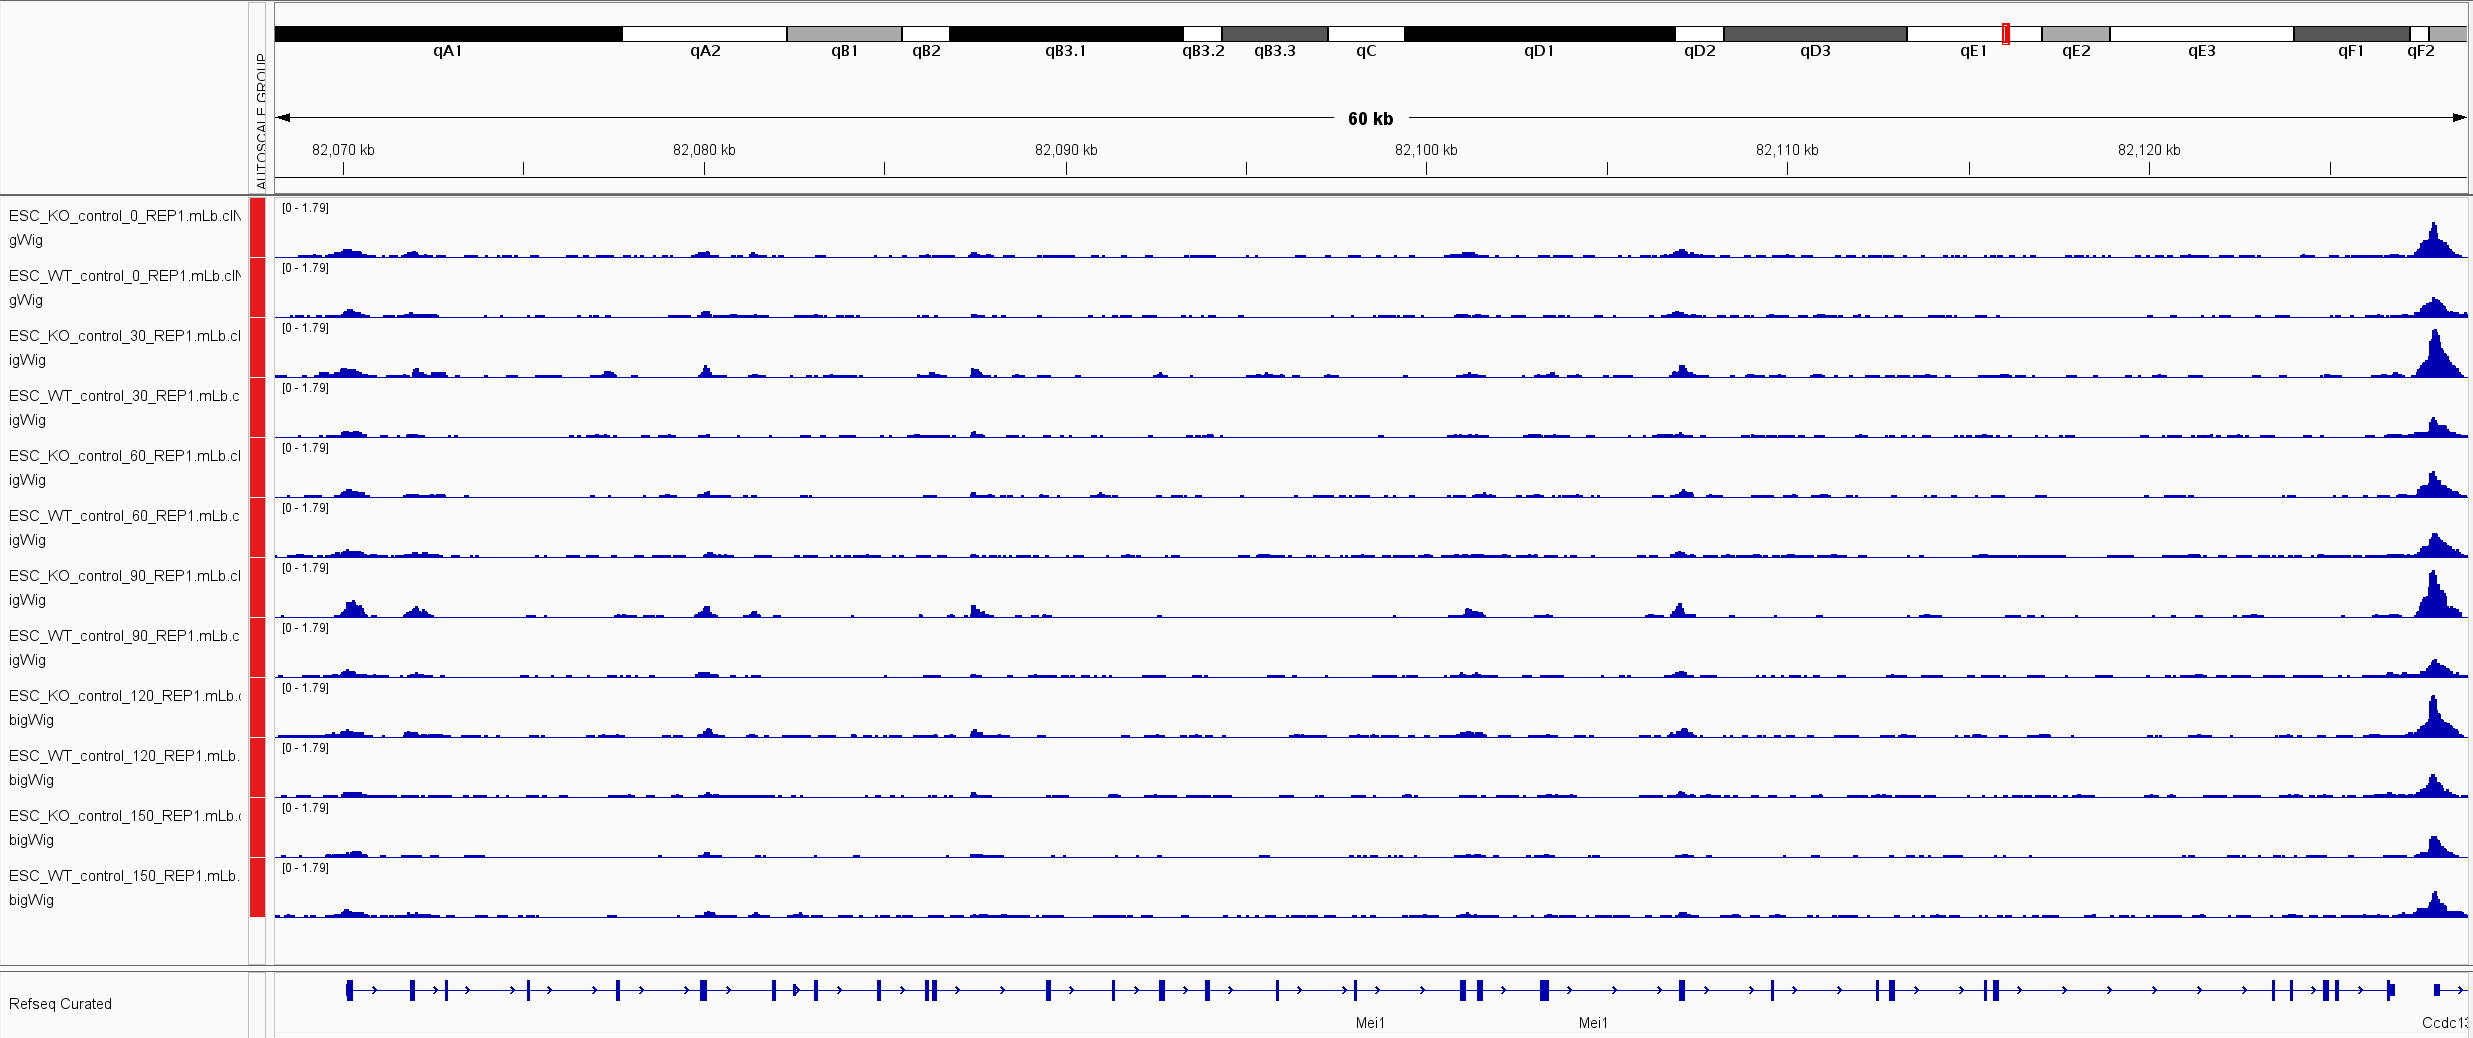 qA1 qA2 qB1 qB2 qB3.1 qB3.2 qB3.3 qC qD1 qD2 qD3 qE1 qE2 qE3 qF1 qF2
AUTOSCALE GROUP
60 kb
82,070 kb 82,080 kb 82,090 kb 82,100 kb 82,110 kb 82,120 kb
ESC_KO_control_0_REP1.mLb.clN
gWig
[0 - 1.79]
ESC_WT_control_0_REP1.mLb.clN
gWig
[0 - 1.79]
ESC_KO_control_30_REP1.mLb.cl
igWig
[0 - 1.79]
ESC_WT_control_30_REP1.mLb.c
igWig
[0 - 1.79]
ESC_KO_control_60_REP1.mLb.cl
igWig
[0 - 1.79]
ESC_WT_control_60_REP1.mLb.c
igWig
[0 - 1.79]
ESC_KO_control_90_REP1.mLb.cl
igWig
[0 - 1.79]
ESC_WT_control_90_REP1.mLb.c
igWig
[0 - 1.79]
ESC_KO_control_120_REP1.mLb.c
bigWig
[0 - 1.79]
ESC_WT_control_120_REP1.mLb.
bigWig
[0 - 1.79]
ESC_KO_control_150_REP1.mLb.c
bigWig
[0 - 1.79]
ESC_WT_control_150_REP1.mLb.
bigWig
[0 - 1.79]
Refseq Curated
Mei1 Mei1 Ccdc13